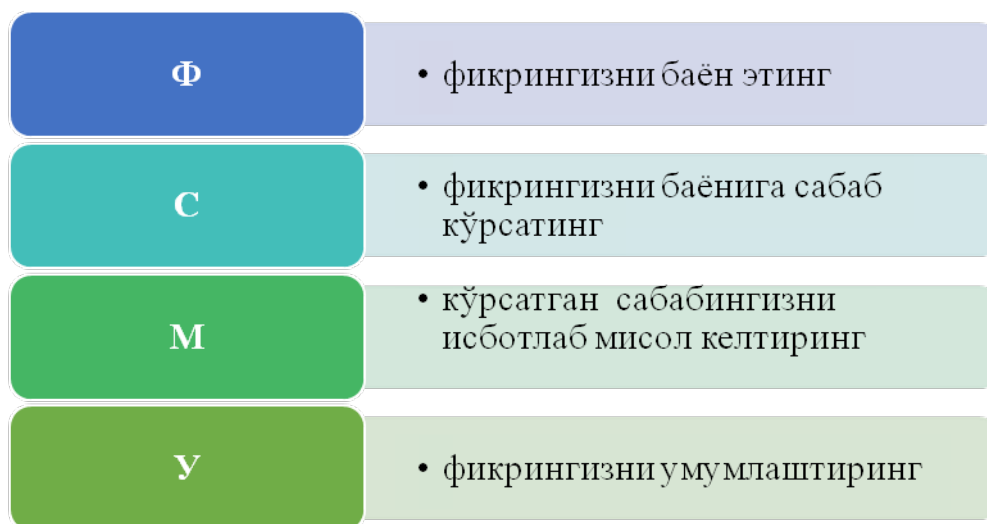 Ф
• фикрингизни баён этинг
С
• фикрингизни баёнига сабаб
кўрсатинг
М
• кўрсатган сабабингизни
исботлаб мисол келтиринг
У
• фикрингизни умумлаштиринг